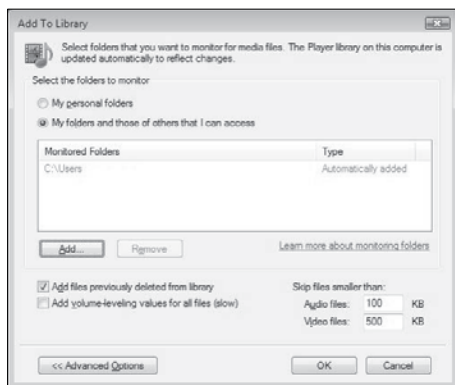 Add To Library
Select folders that you want to monitor for media files. The Player library on this computer is
updated automatically to reflect changes.
Select the folders to monitor
My personal folders
My folders and those of others that I can access
Monitored Folders Type
C:\Users Automatically added
Add... Remove Learn more about monitoring folders
Add files previously deleted from library
Add volume-leveling values for all files (slow)
Skip files smaller than:
Audio files: 100 KB
Video files: 500 KB
<< Advanced Options OK Cancel